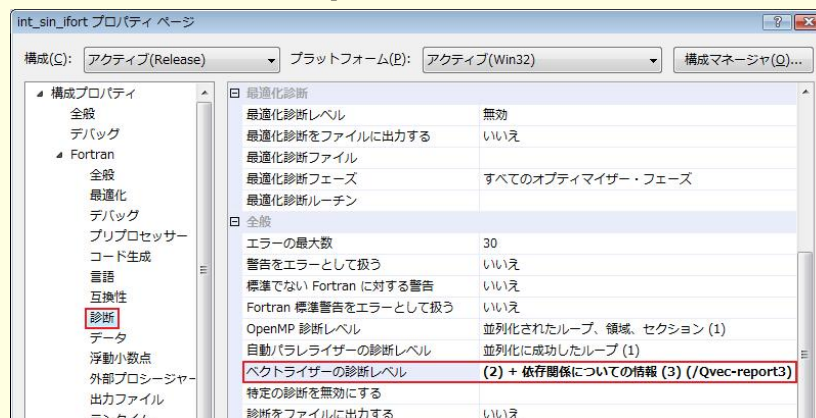 int_sin_ifort プロパティ ページ
構成(C): アクティブ(Release) プラットフォーム(P): アクティブ(Win32) 構成マネージャ(O)...
構成プロパティ
全般
デバッグ
Fortran
全般
最適化
デバッグ
プリプロセッサー
コード生成
言語
互換性
診断
データ
浮動小数点
外部プロシージャー
出力ファイル
最適化診断
最適化診断レベル 無効
最適化診断をファイルに出力する いいえ
最適化診断ファイル
最適化診断フェーズ すべてのオプティマイザー・フェーズ
最適化診断ルーチン
全般
エラーの最大数 30
警告をエラーとして扱う いいえ
標準でない Fortran に対する警告 いいえ
Fortran 標準警告をエラーとして扱う いいえ
OpenMP 診断レベル 並列化されたループ、領域、セクション (1)
自動パラレライザーの診断レベル 並列化に成功したループ (1)
ベクトライザーの診断レベル (2) + 依存関係についての情報 (3) (/Qvec-report3)
特定の診断を無効にする
診断をファイルに出力する いいえ